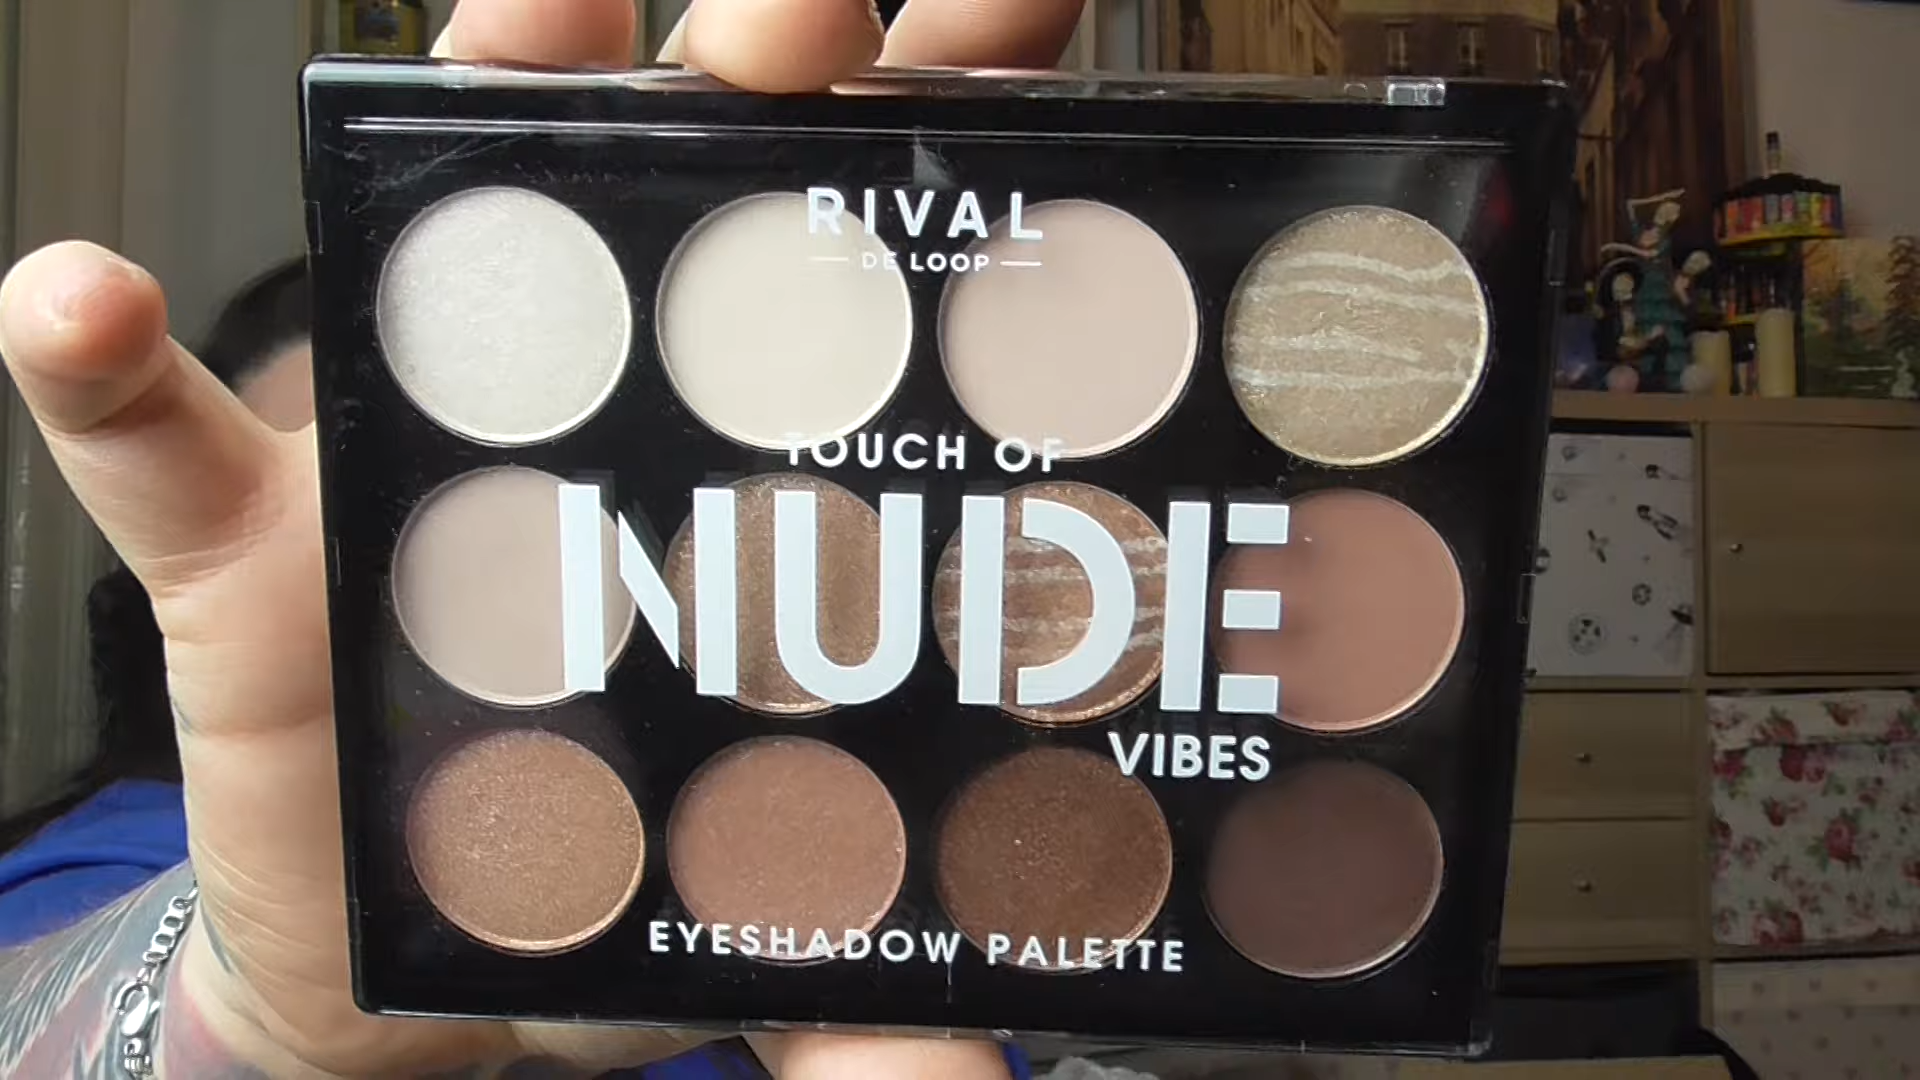 RIVAL
DE LOOP
TOUCH OF
NUDE
VIBES
EYESHADOW PALETTE